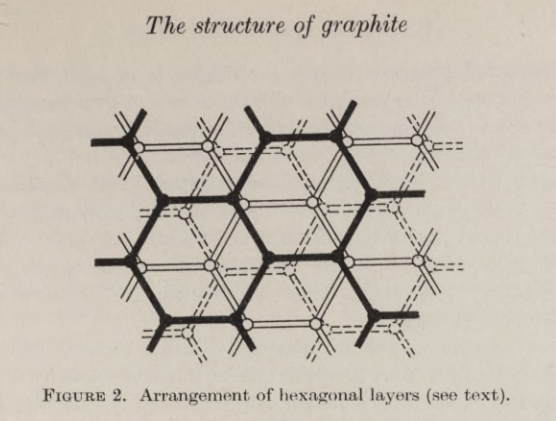 The structure of graphite
FIGURE 2. Arrangement of hexagonal layers (see text).